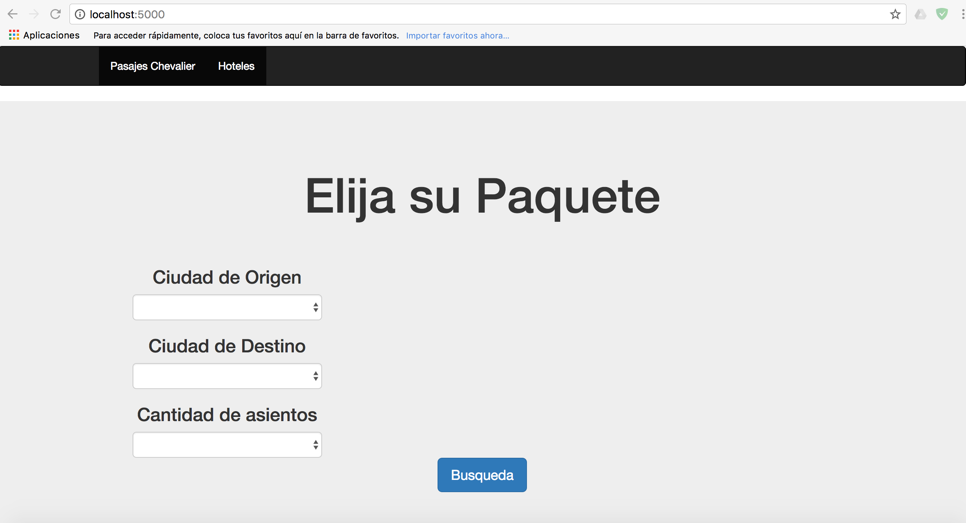 localhost:5000
Aplicaciones Para acceder rápidamente, coloca tus favoritos aquí en la barra de favoritos. Importar favoritos ahora...
Pasajes Chevalier Hoteles
Elija su Paquete
Ciudad de Origen
Ciudad de Destino
Cantidad de asientos
Busqueda